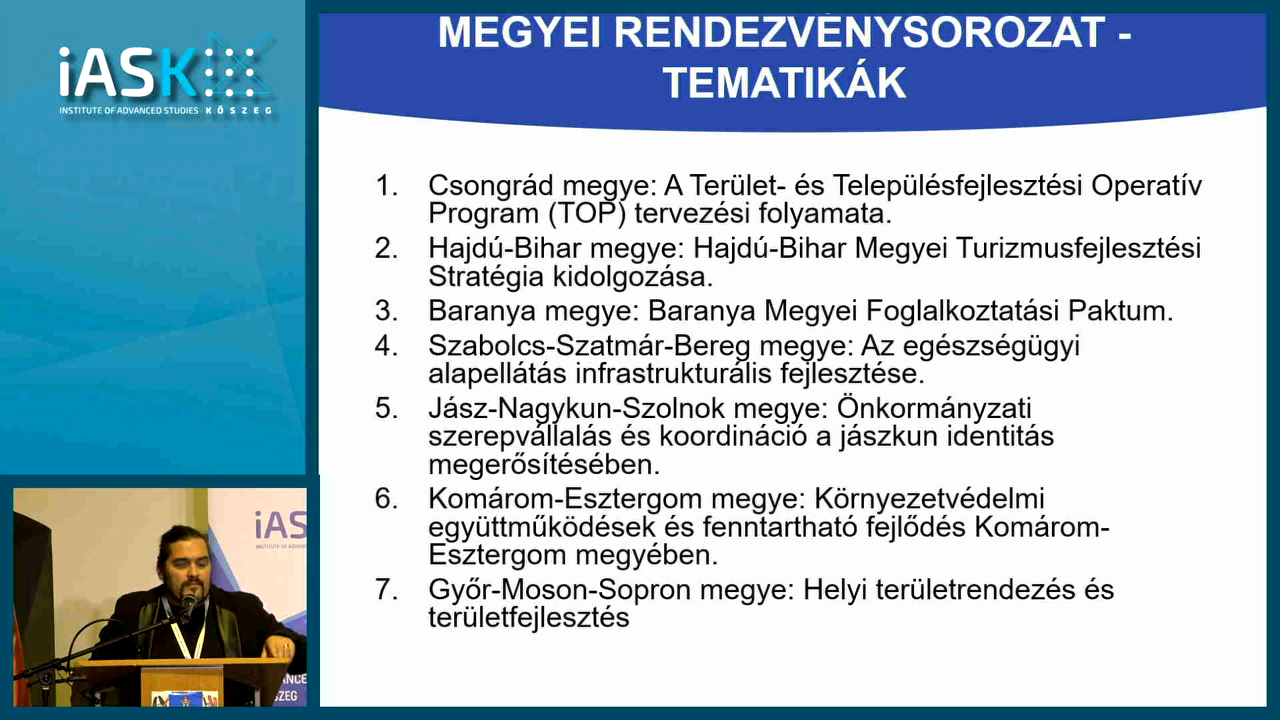 iASK
INSTITUTE OF ADVANCED STUDIES KŐSZEG
MEGYEI RENDEZVÉNYSOROZAT -
TEMATIKÁK
1. Csongrád megye: A Terület- és Településfejlesztési Operatív
Program (TOP) tervezési folyamata.
2. Hajdú-Bihar megye: Hajdú-Bihar Megyei Turizmusfejlesztési
Stratégia kidolgozása.
3. Baranya megye: Baranya Megyei Foglalkoztatási Paktum.
4. Szabolcs-Szatmár-Bereg megye: Az egészségügyi
alapellátás infrastrukturális fejlesztése.
5. Jász-Nagykun-Szolnok megye: Önkormányzati
szerepvállalás és koordináció a jászkun identitás
megerősítésében.
6. Komárom-Esztergom megye: Környezetvédelmi
együttműködések és fenntartható fejlődés Komárom-
Esztergom megyében.
7. Győr-Moson-Sopron megye: Helyi területrendezés és
területfejlesztés
iAS
INSTITUTE OF